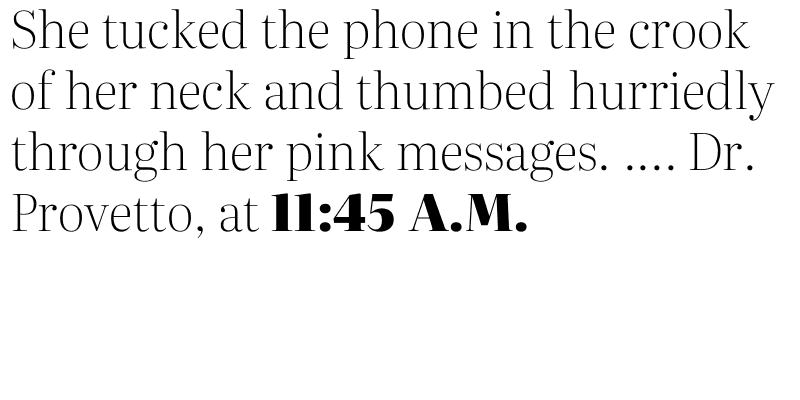 She tucked the phone in the crook
of her neck and thumbed hurriedly
through her pink messages. .... Dr.
Provetto, at 11:45 A.M.